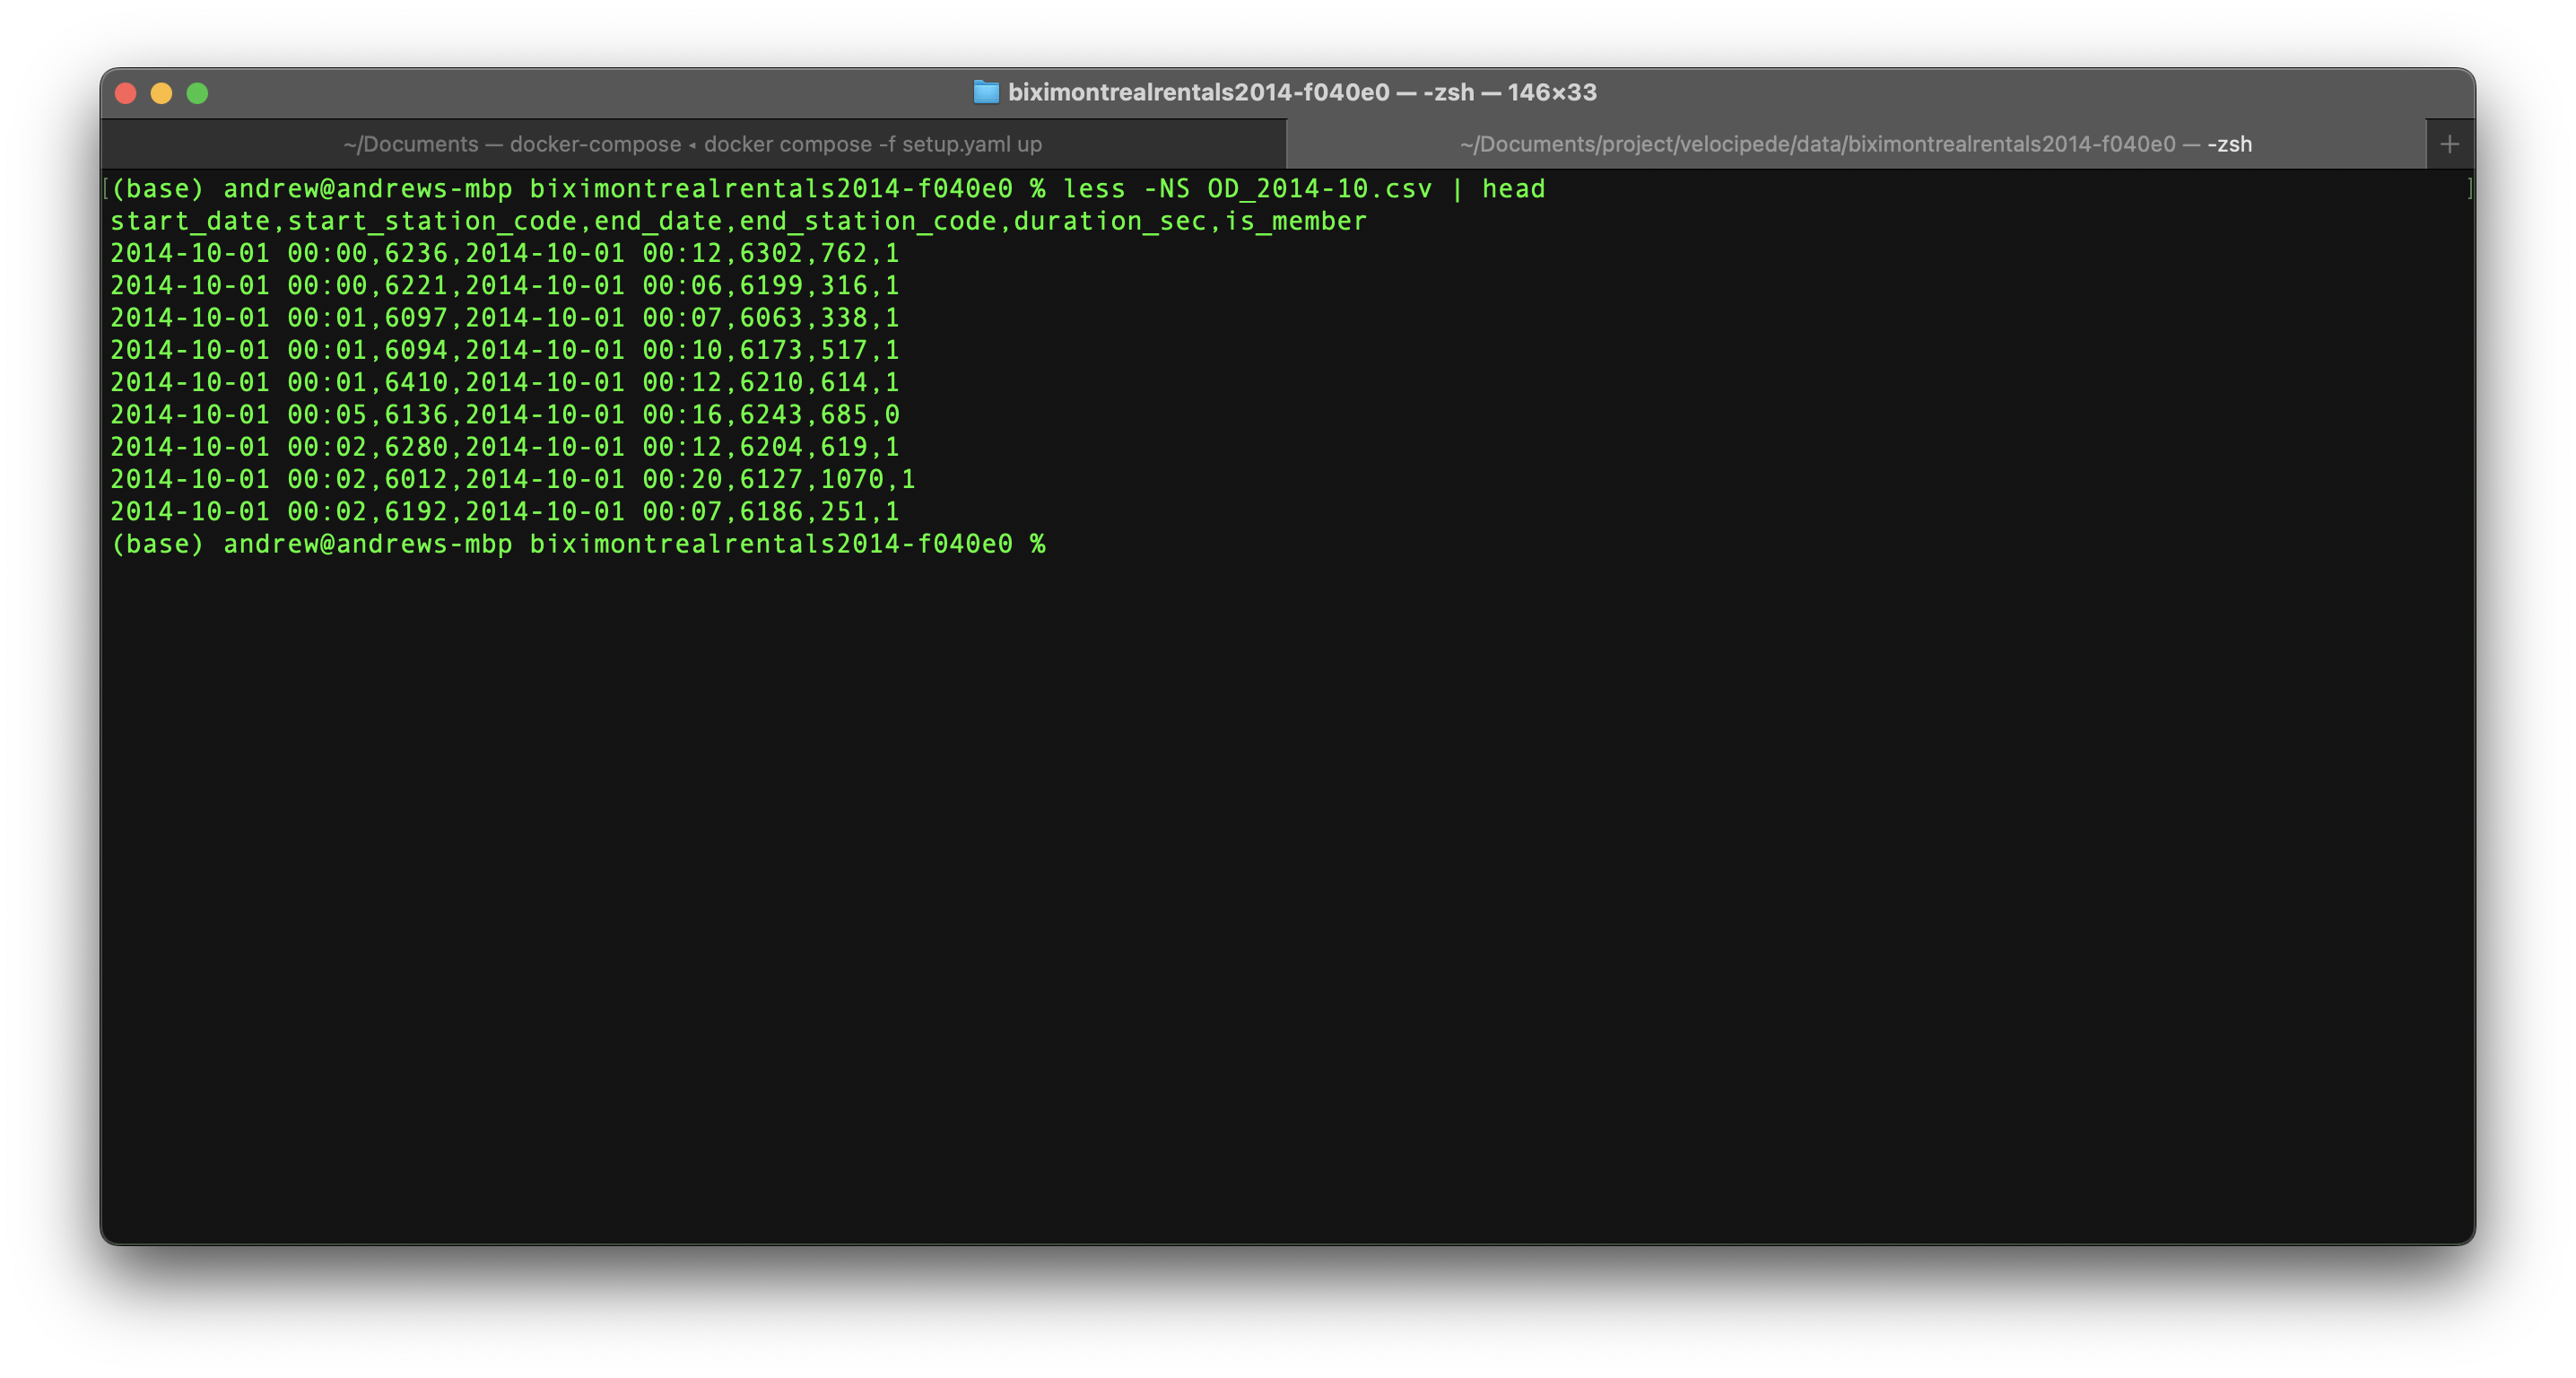 biximontrealrentals2014-f040e0 — -zsh — 146×33
~/Documents — docker-compose ◂ docker compose -f setup.yaml up
~/Documents/project/velocipede/data/biximontrealrentals2014-f040e0 — -zsh
+
[(base) andrew@andrews-mbp biximontrealrentals2014-f040e0 % less -NS OD_2014-10.csv | head ]
start_date,start_station_code,end_date,end_station_code,duration_sec,is_member
2014-10-01 00:00,6236,2014-10-01 00:12,6302,762,1
2014-10-01 00:00,6221,2014-10-01 00:06,6199,316,1
2014-10-01 00:01,6097,2014-10-01 00:07,6063,338,1
2014-10-01 00:01,6094,2014-10-01 00:10,6173,517,1
2014-10-01 00:01,6410,2014-10-01 00:12,6210,614,1
2014-10-01 00:05,6136,2014-10-01 00:16,6243,685,0
2014-10-01 00:02,6280,2014-10-01 00:12,6204,619,1
2014-10-01 00:02,6012,2014-10-01 00:20,6127,1070,1
2014-10-01 00:02,6192,2014-10-01 00:07,6186,251,1
(base) andrew@andrews-mbp biximontrealrentals2014-f040e0 %